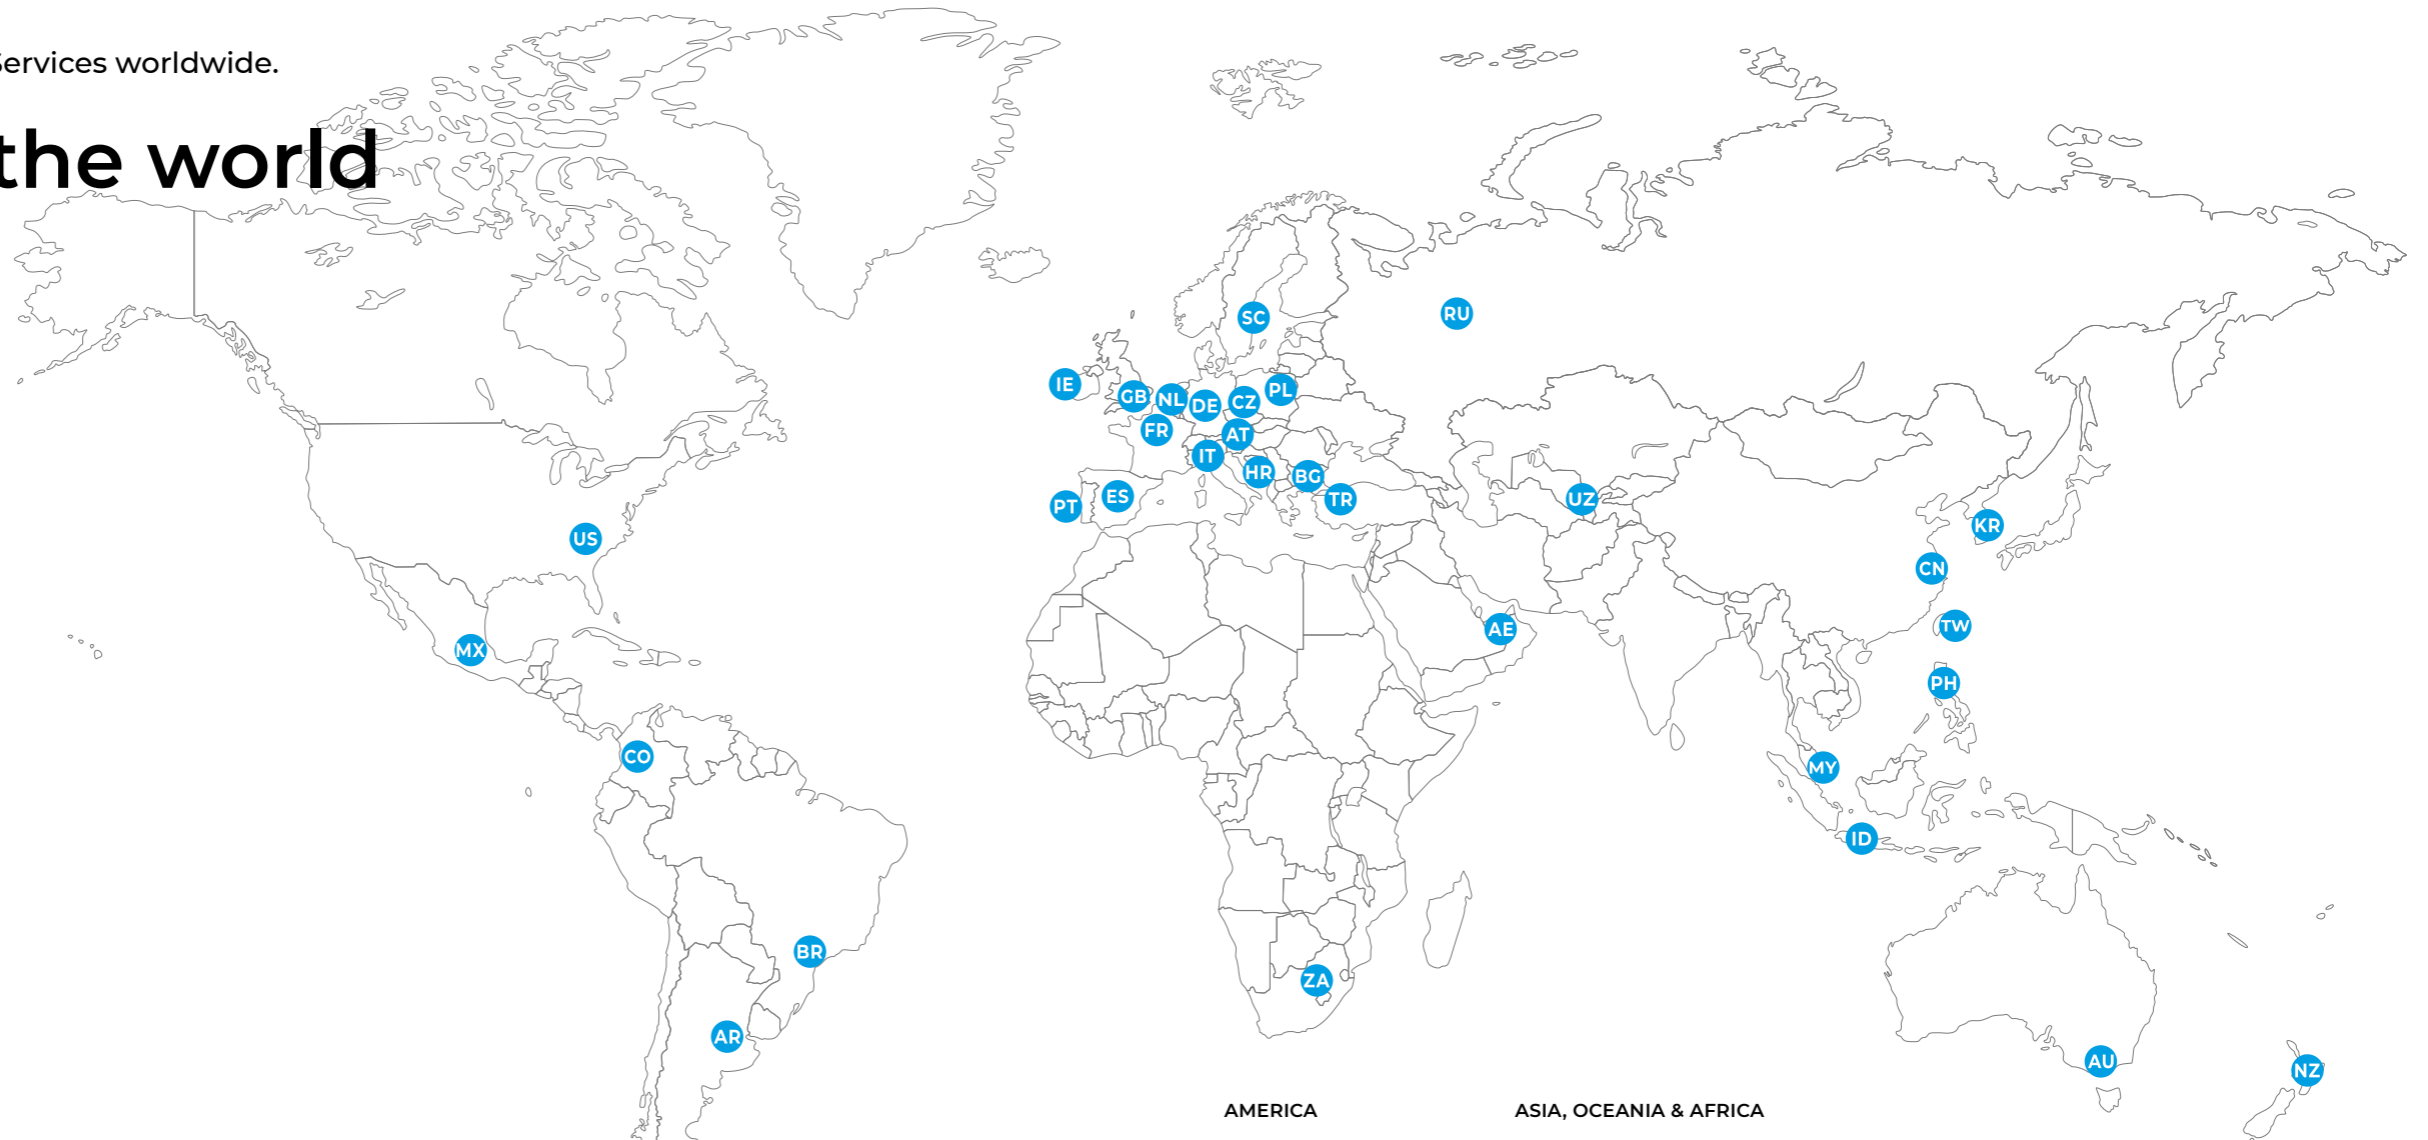 Services worldwide.
the world
SC
RU
IE
GB
NL
DE
CZ
PL
FR
AT
IT
HR
BG
PT
ES
TR
UZ
US
KR
CN
MX
AE
TW
PH
CO
MY
ID
BR
ZA
AR
AU
NZ
AMERICA
ASIA, OCEANIA & AFRICA